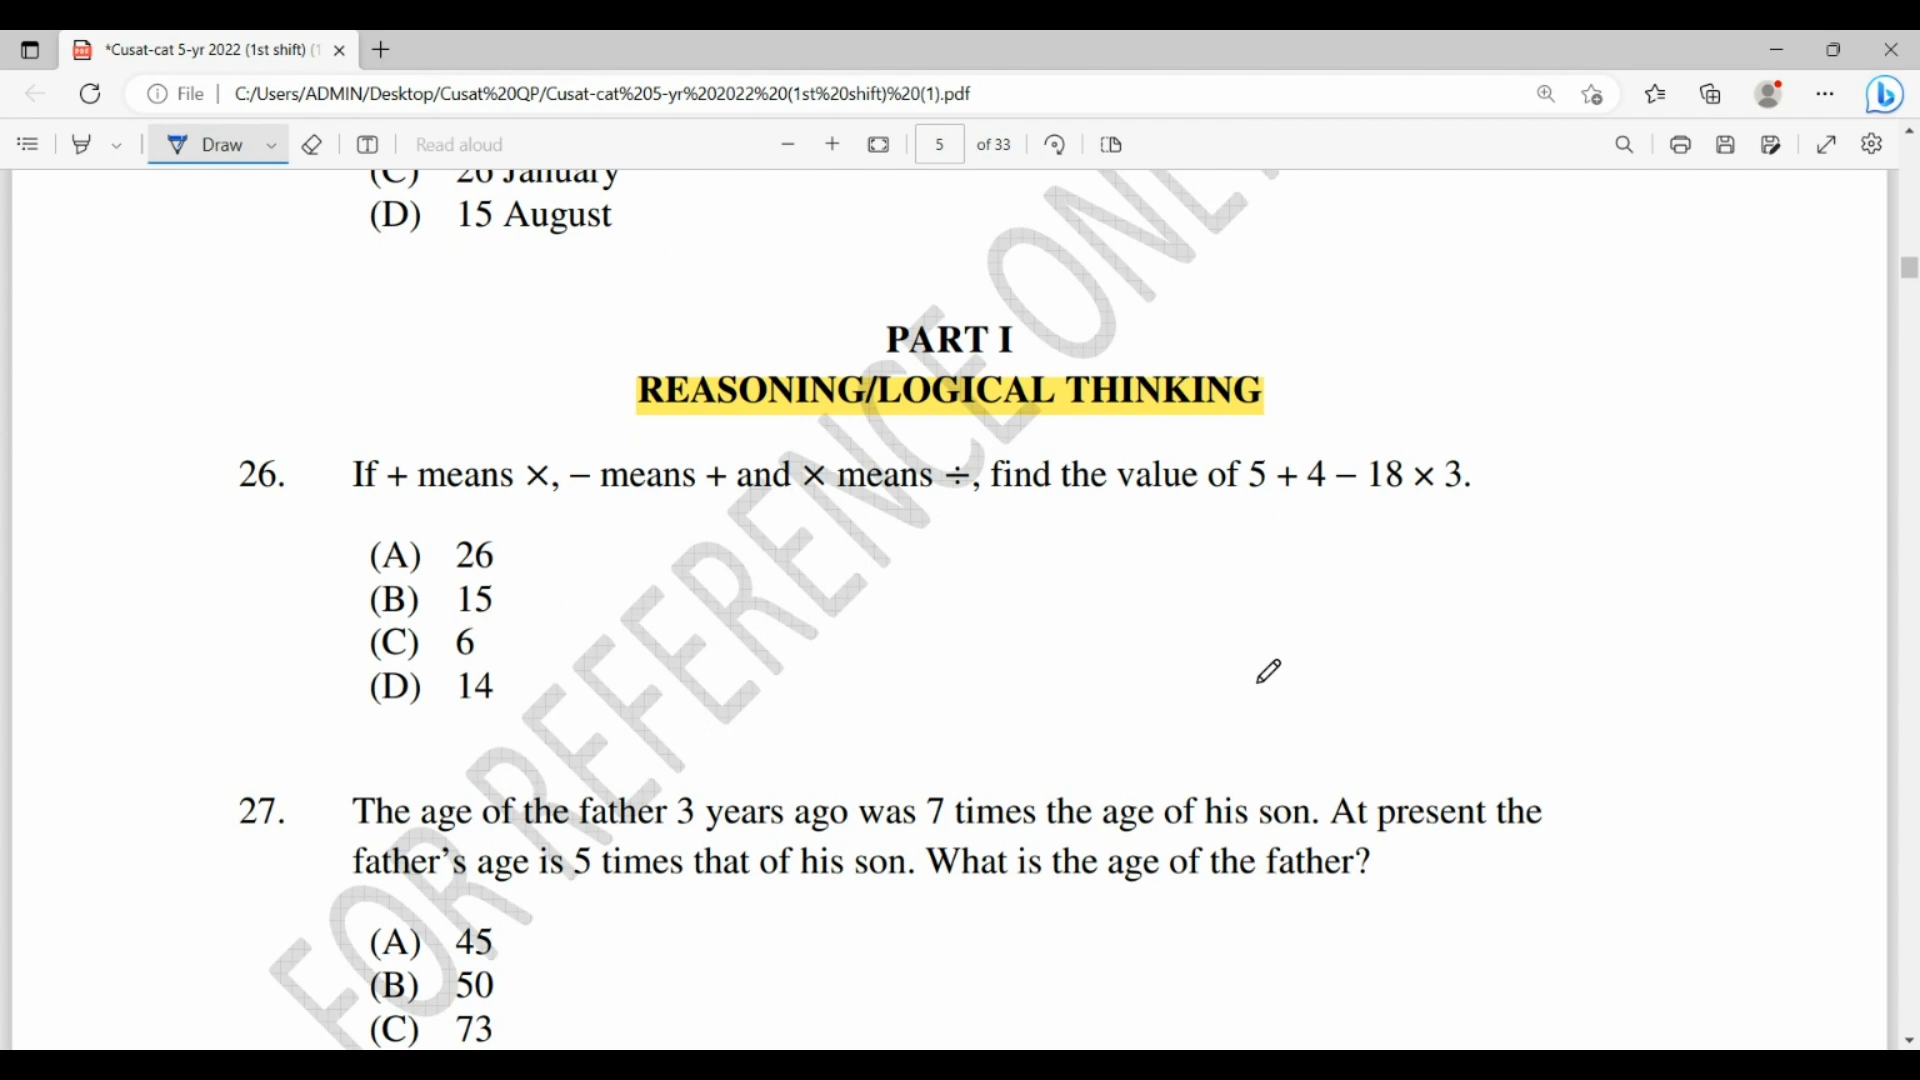 *Cusat-cat 5-yr 2022 (1st shift) (1
File | C:/Users/ADMIN/Desktop/Cusat%20QP/Cusat-cat%205-yr%202022%20(1st%20shift)%20(1).pdf
Draw Read aloud 5 of 33
(C) 26 January
(D) 15 August
PART I
REASONING/LOGICAL THINKING
26. If + means ×, − means + and × means ÷, find the value of 5 + 4 − 18 × 3.
(A) 26
(B) 15
(C) 6
(D) 14
27. The age of the father 3 years ago was 7 times the age of his son. At present the
father’s age is 5 times that of his son. What is the age of the father?
(A) 45
(B) 50
(C) 73
FOR REFERENCE ONLY